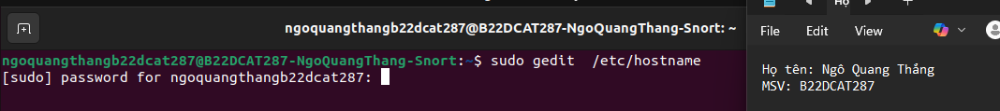 ngoquangthangb22dcat287@B22DCAT287-NgoQuangThang-Snort: ~
ngoquangthangb22dcat287@B22DCAT287-NgoQuangThang-Snort:~$ sudo gedit  /etc/hostname
[sudo] password for ngoquangthangb22dcat287:
Họ
File Edit View
Họ tên: Ngô Quang Thắng
MSV: B22DCAT287